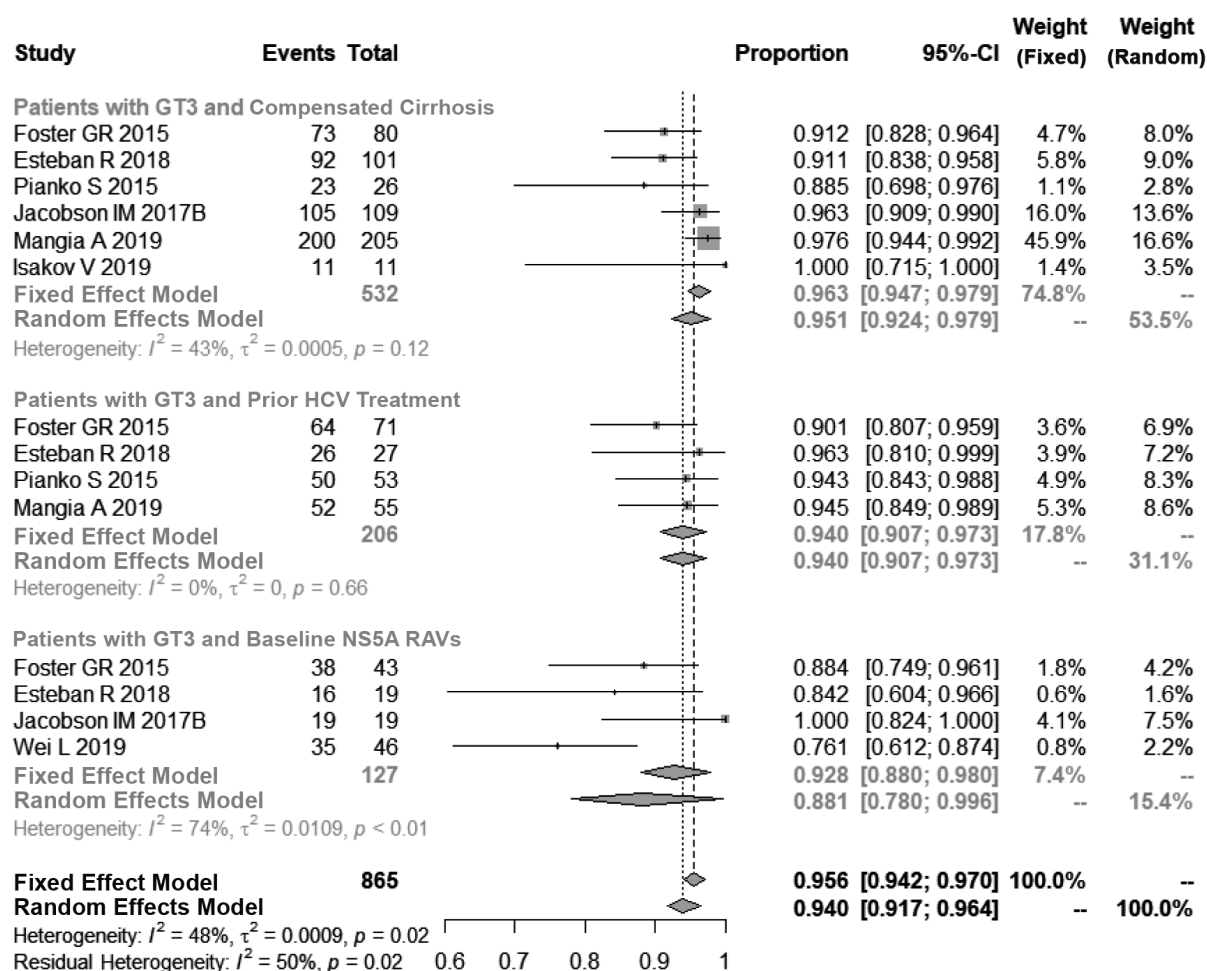 Study Events Total Proportion 95%-CI Weight (Fixed) Weight (Random)
Patients with GT3 and Compensated Cirrhosis
Foster GR 2015 73 80 0.912 [0.828; 0.964] 4.7% 8.0%
Esteban R 2018 92 101 0.911 [0.838; 0.958] 5.8% 9.0%
Pianko S 2015 23 26 0.885 [0.698; 0.976] 1.1% 2.8%
Jacobson IM 2017B 105 109 0.963 [0.909; 0.990] 16.0% 13.6%
Mangia A 2019 200 205 0.976 [0.944; 0.992] 45.9% 16.6%
Isakov V 2019 11 11 1.000 [0.715; 1.000] 1.4% 3.5%
Fixed Effect Model 532 0.963 [0.947; 0.979] 74.8% --
Random Effects Model 0.951 [0.924; 0.979] -- 53.5%
Heterogeneity: I² = 43%, τ² = 0.0005, p = 0.12
Patients with GT3 and Prior HCV Treatment
Foster GR 2015 64 71 0.901 [0.807; 0.959] 3.6% 6.9%
Esteban R 2018 26 27 0.963 [0.810; 0.999] 3.9% 7.2%
Pianko S 2015 50 53 0.943 [0.843; 0.988] 4.9% 8.3%
Mangia A 2019 52 55 0.945 [0.849; 0.989] 5.3% 8.6%
Fixed Effect Model 206 0.940 [0.907; 0.973] 17.8% --
Random Effects Model 0.940 [0.907; 0.973] -- 31.1%
Heterogeneity: I² = 0%, τ² = 0, p = 0.66
Patients with GT3 and Baseline NS5A RAVs
Foster GR 2015 38 43 0.884 [0.749; 0.961] 1.8% 4.2%
Esteban R 2018 16 19 0.842 [0.604; 0.966] 0.6% 1.6%
Jacobson IM 2017B 19 19 1.000 [0.824; 1.000] 4.1% 7.5%
Wei L 2019 35 46 0.761 [0.612; 0.874] 0.8% 2.2%
Fixed Effect Model 127 0.928 [0.880; 0.980] 7.4% --
Random Effects Model 0.881 [0.780; 0.996] -- 15.4%
Heterogeneity: I² = 74%, τ² = 0.0109, p < 0.01
Fixed Effect Model 865 0.956 [0.942; 0.970] 100.0% --
Random Effects Model 0.940 [0.917; 0.964] -- 100.0%
Heterogeneity: I² = 48%, τ² = 0.0009, p = 0.02
Residual Heterogeneity: I² = 50%, p = 0.02 0.6 0.7 0.8 0.9 1